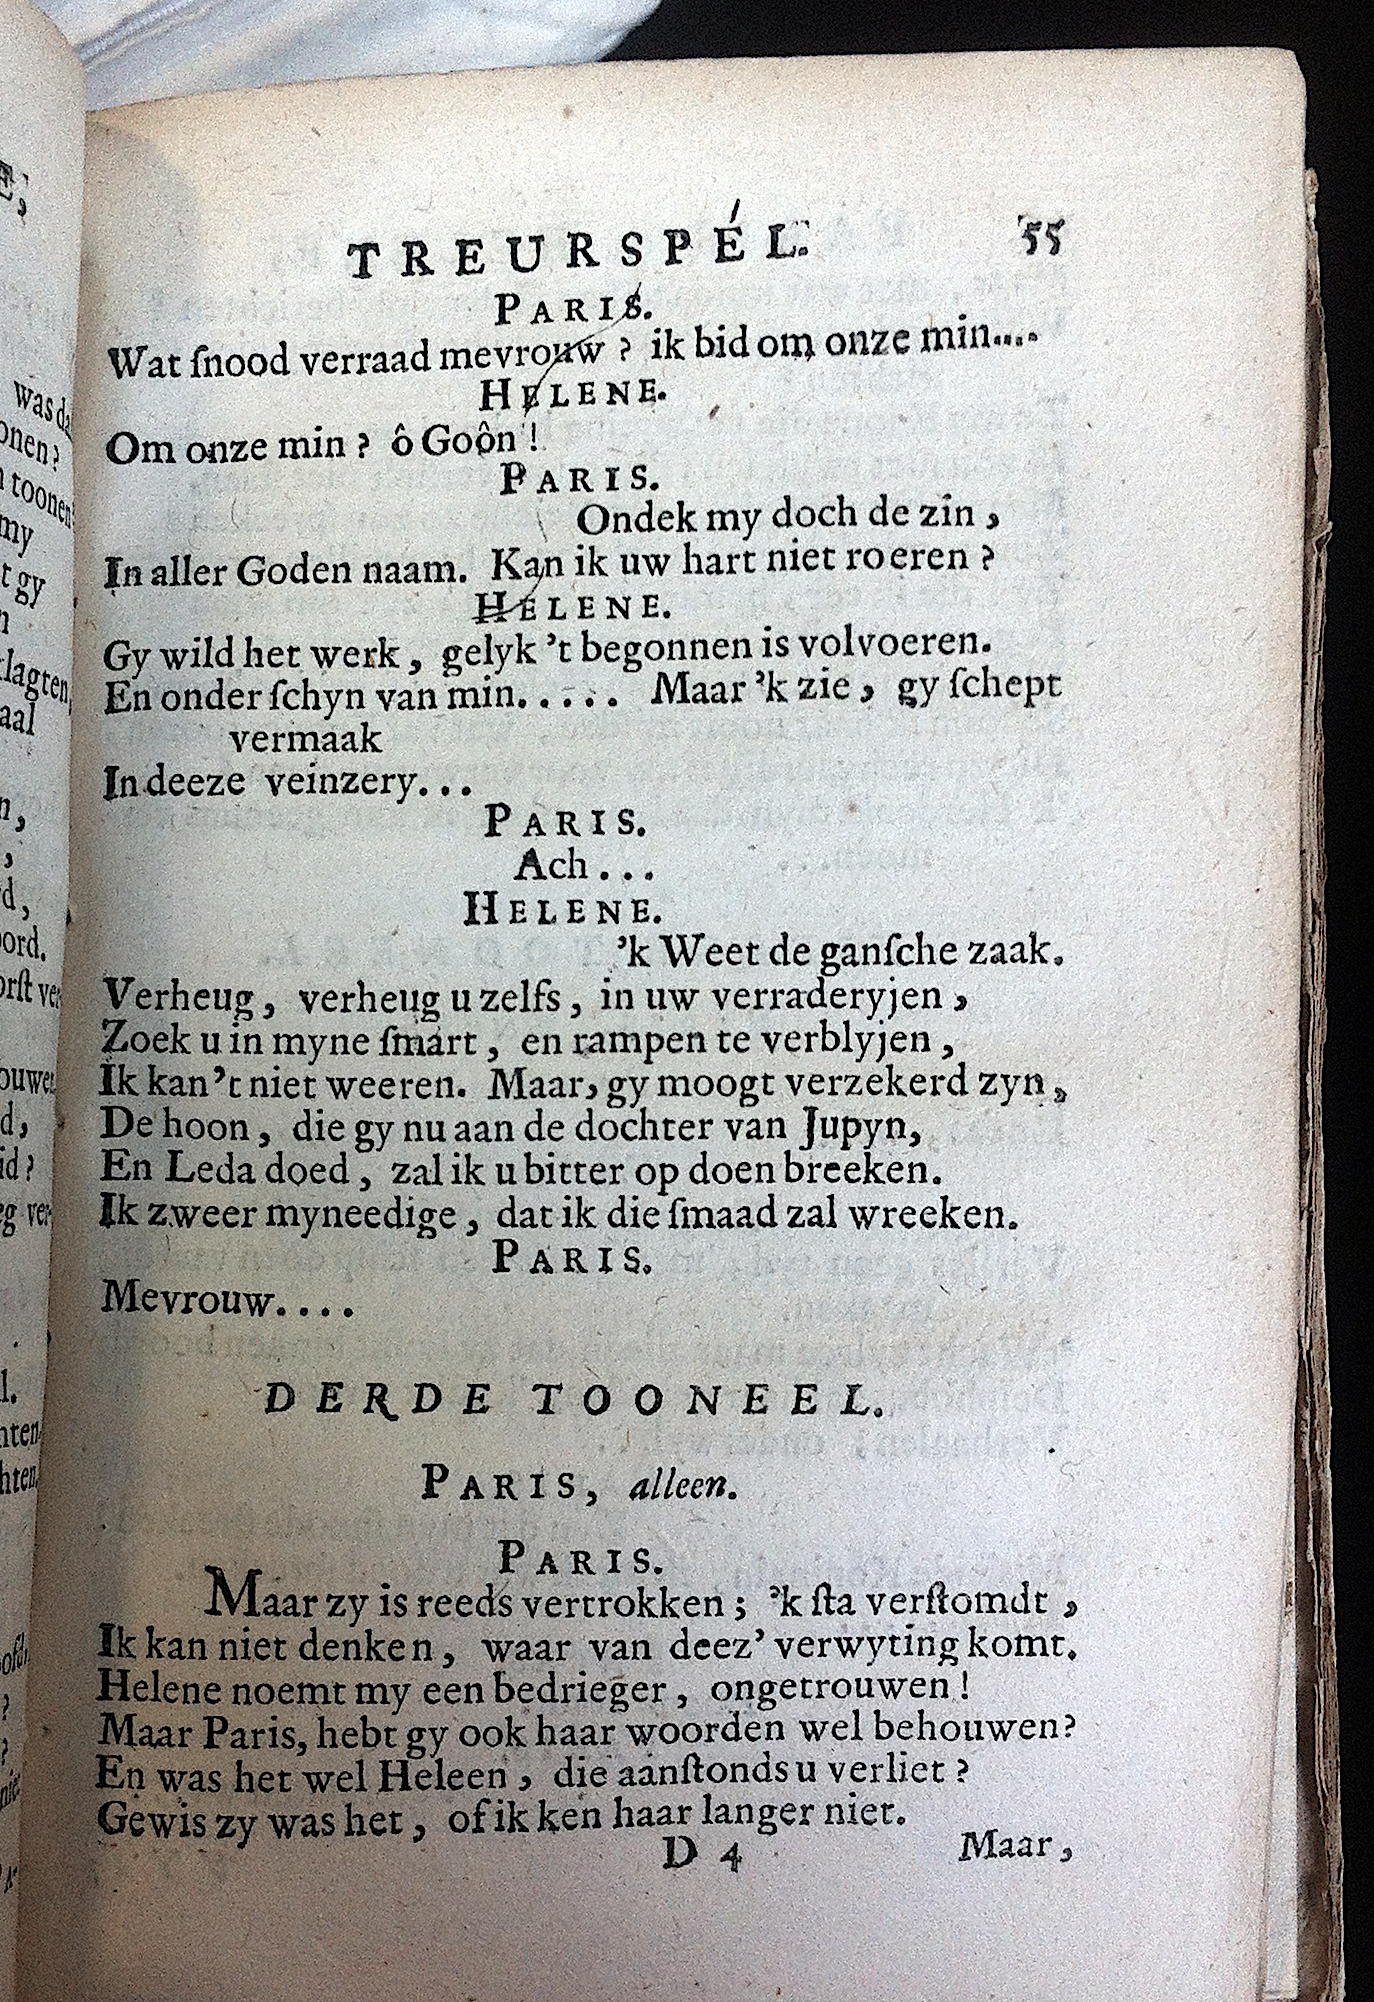 TREURSPÉL. 55
PARIS.
Wat ſnood verraad mevrouw ? ik bid om onze min....
HELENE.
Om onze min ? ô Goôn !
PARIS.
Ondek my doch de zin ,
In aller Goden naam. Kan ik uw hart niet roeren ?
HELENE.
Gy wild het werk , gelyk 't begonnen is volvoeren.
En onder ſchyn van min..... Maar 'k zie , gy ſchept
vermaak
In deeze veinzery...
PARIS.
Ach...
HELENE.
'k Weet de ganſche zaak.
Verheug , verheug u zelfs , in uw verraderyjen ,
Zoek u in myne ſmart , en rampen te verblyjen ,
Ik kan 't niet weeren. Maar, gy moogt verzekerd zyn ,
De hoon , die gy nu aan de dochter van Jupyn,
En Leda doed , zal ik u bitter op doen breeken.
Ik zweer myneedige , dat ik die ſmaad zal wreeken.
PARIS.
Mevrouw....
DERDE TOONEEL.
PARIS, alleen.
PARIS.
Maar zy is reeds vertrokken ; 'k ſta verſtomdt ,
Ik kan niet denken , waar van deez' verwyting komt.
Helene noemt my een bedrieger , ongetrouwen !
Maar Paris, hebt gy ook haar woorden wel behouwen?
En was het wel Heleen , die aanſtonds u verliet ?
Gewis zy was het , of ik ken haar langer niet.
D 4 Maar ,